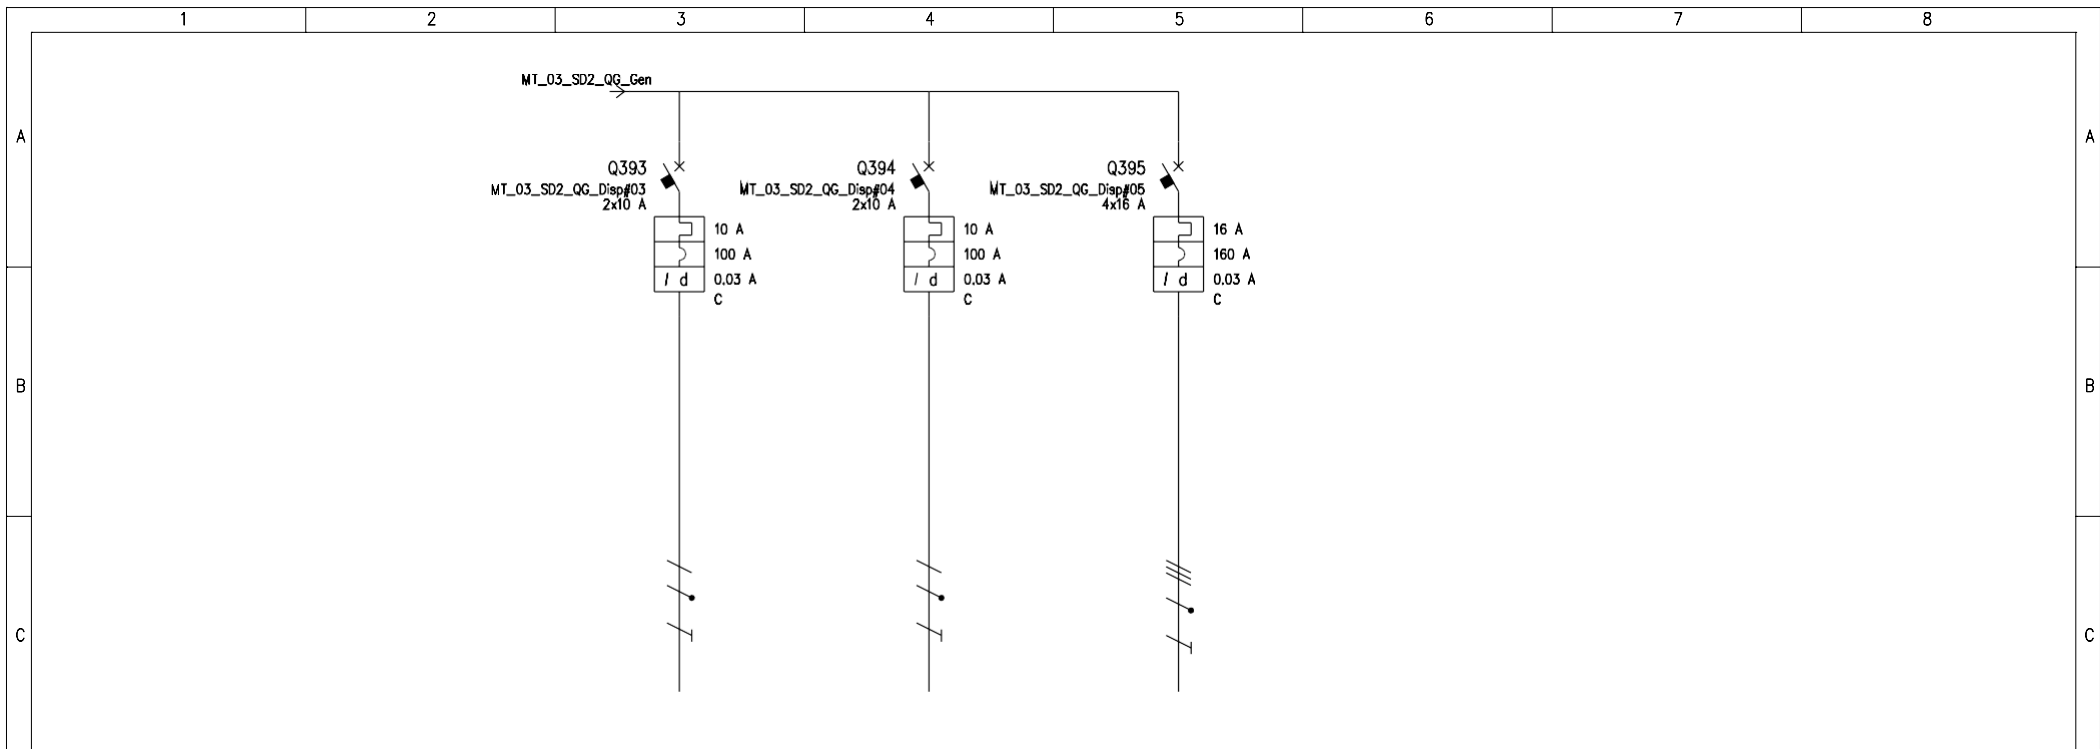 1 2 3 4 5 6 7 8
MT_03_SD2_QG_Gen
A A
Q393 Q394 Q395
MT_03_SD2_QG_Disp#03 MT_03_SD2_QG_Disp#04 MT_03_SD2_QG_Disp#05
2x10 A 2x10 A 4x16 A
10 A 10 A 16 A
100 A 100 A 160 A
I d 0.03 A I d 0.03 A I d 0.03 A
C C C
B B
C C